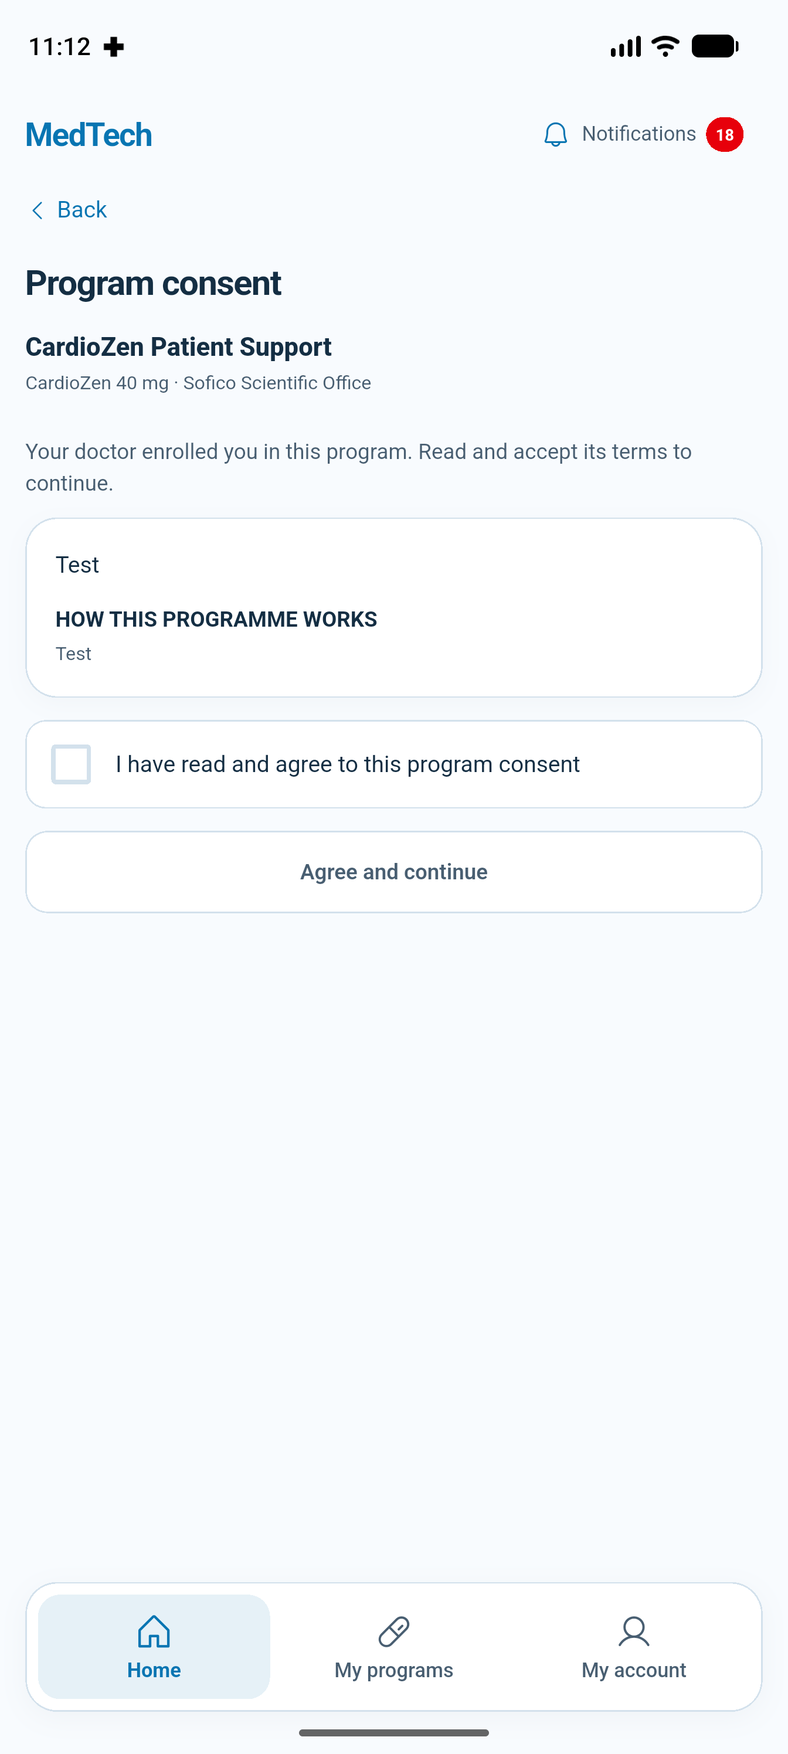 11:12
MedTech
Notifications 18
Back
Program consent
CardioZen Patient Support
CardioZen 40 mg · Sofico Scientific Office
Your doctor enrolled you in this program. Read and accept its terms to
continue.
Test
HOW THIS PROGRAMME WORKS
Test
I have read and agree to this program consent
Agree and continue
Home
My programs
My account